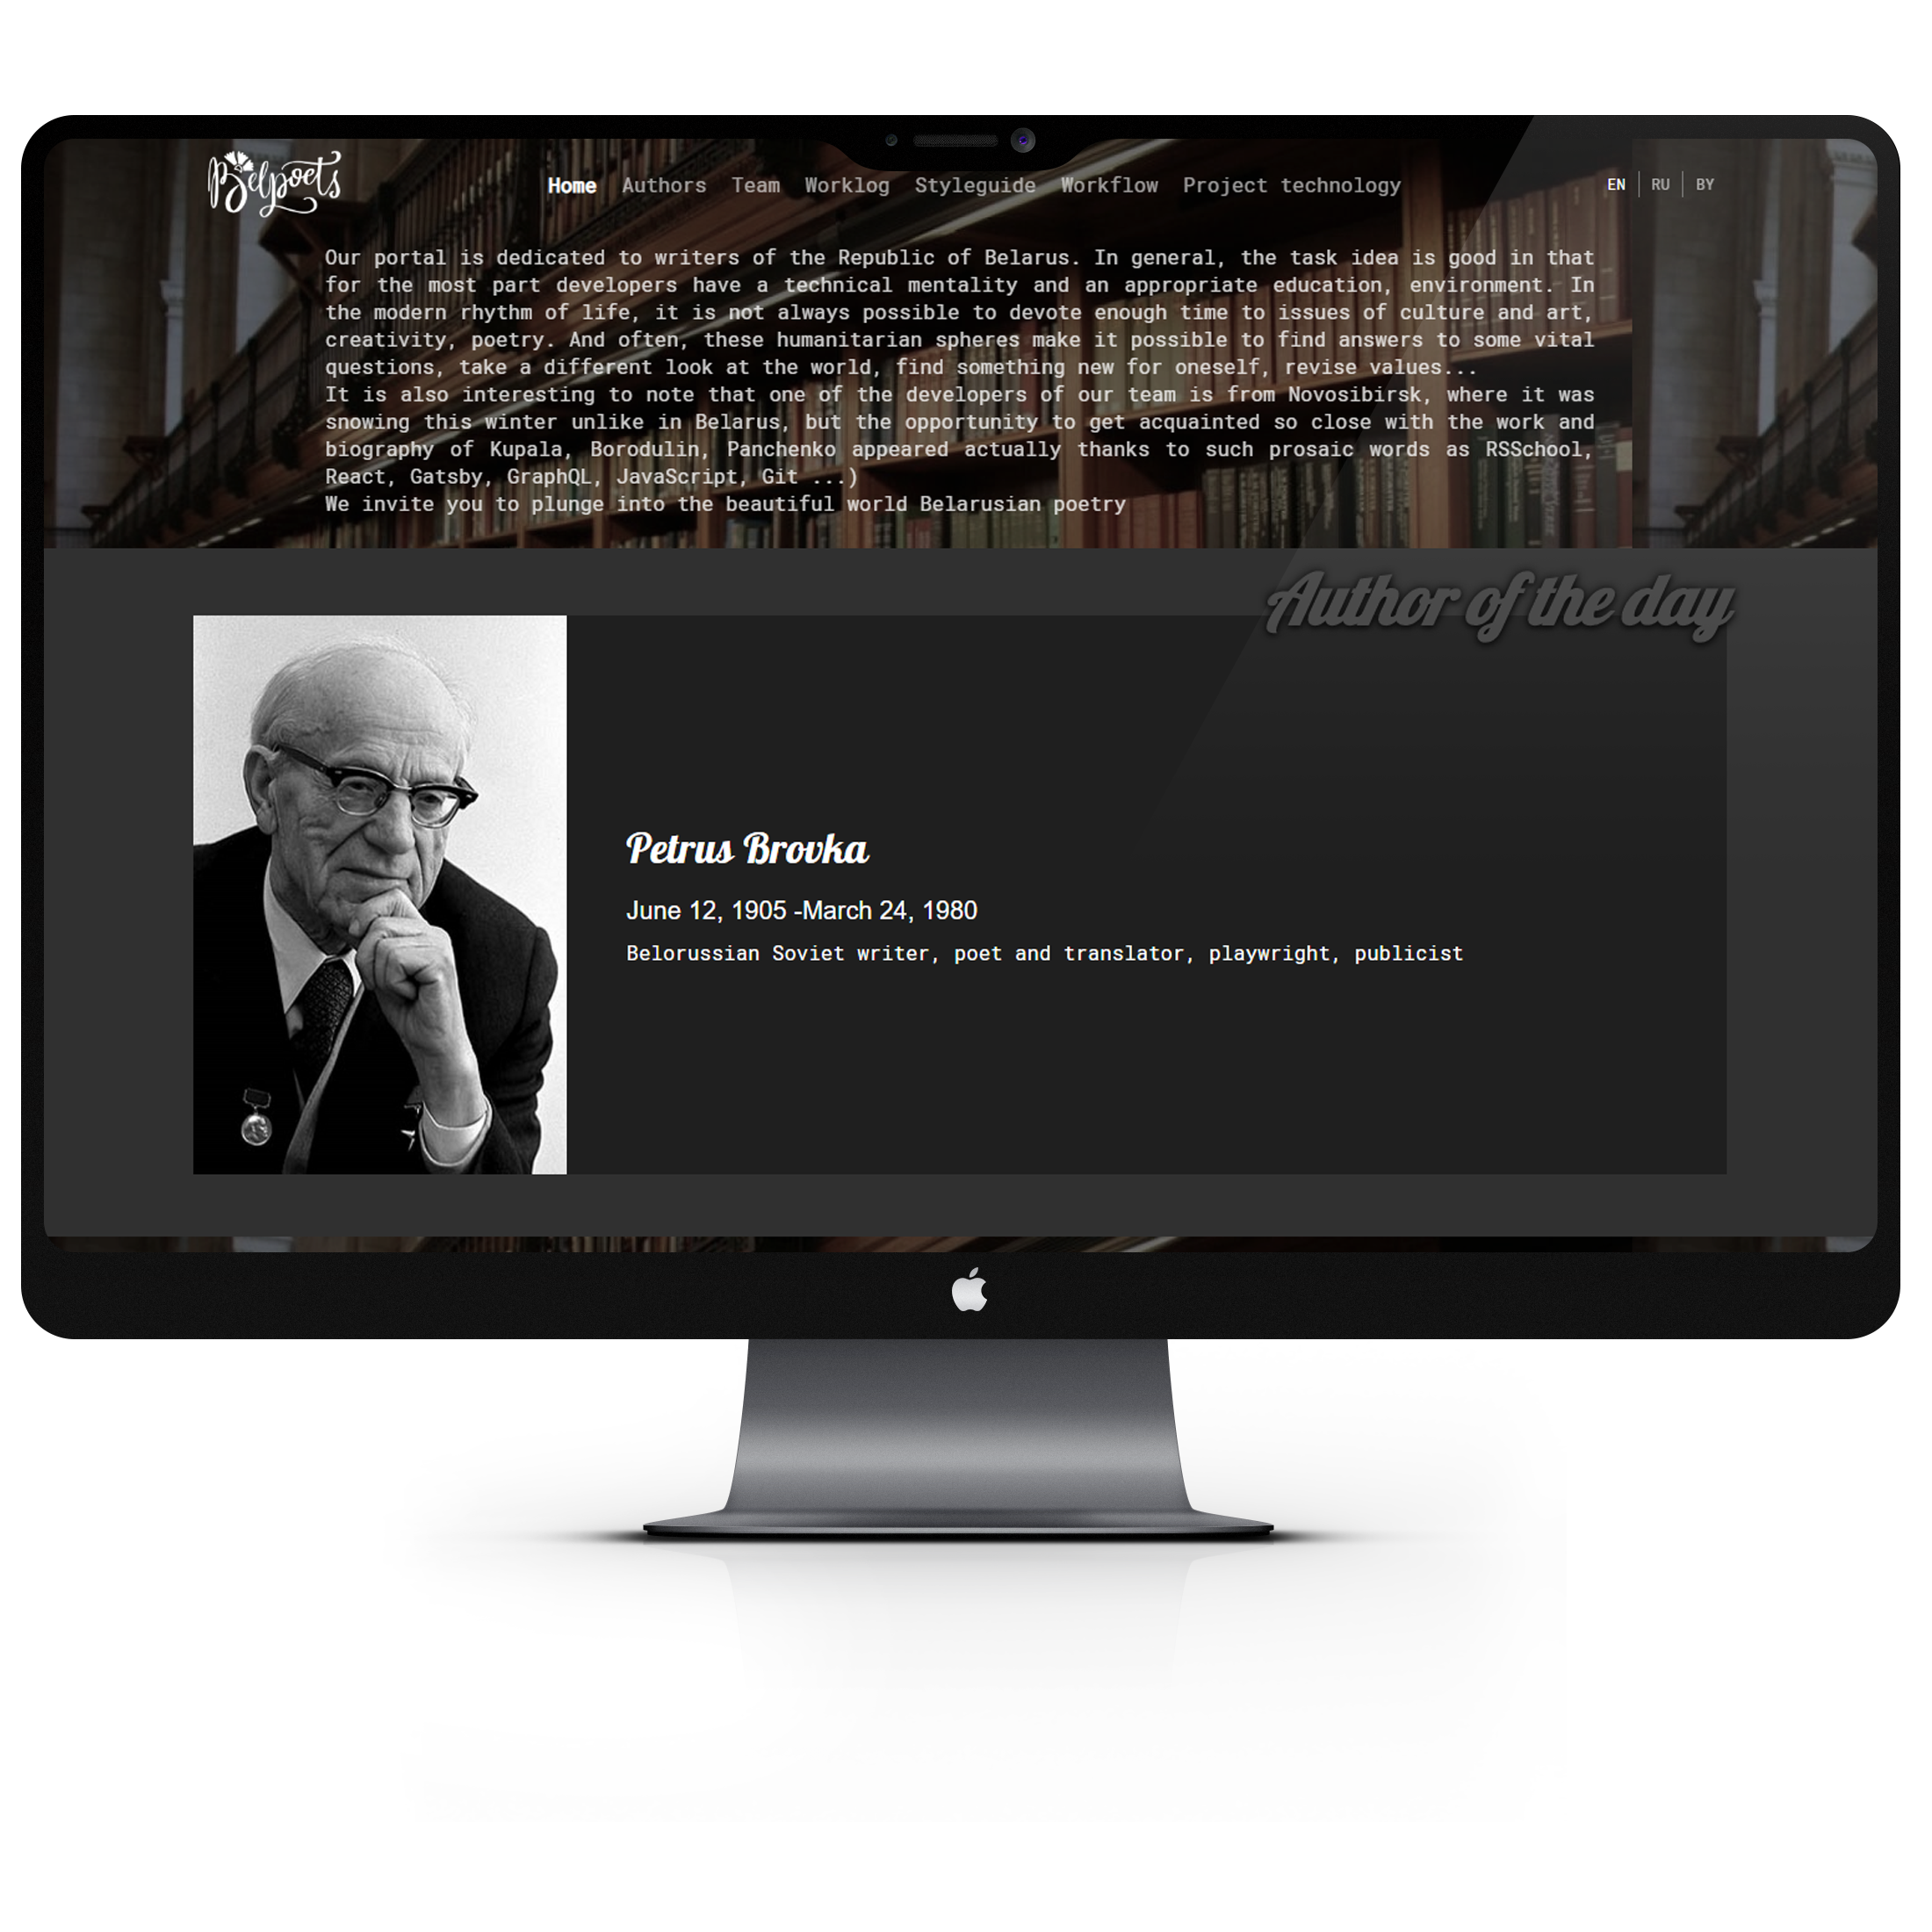 Belpoets
Home Authors Team Worklog Styleguide Workflow Project technology
EN RU BY
Our portal is dedicated to writers of the Republic of Belarus. In general, the task idea is good in that
for the most part developers have a technical mentality and an appropriate education, environment. In
the modern rhythm of life, it is not always possible to devote enough time to issues of culture and art,
creativity, poetry. And often, these humanitarian spheres make it possible to find answers to some vital
questions, take a different look at the world, find something new for oneself, revise values...
It is also interesting to note that one of the developers of our team is from Novosibirsk, where it was
snowing this winter unlike in Belarus, but the opportunity to get acquainted so close with the work and
biography of Kupala, Borodulin, Panchenko appeared actually thanks to such prosaic words as RSSchool,
React, Gatsby, GraphQL, JavaScript, Git ...)
We invite you to plunge into the beautiful world Belarusian poetry
Author of the day
Petrus Brovka
June 12, 1905 -March 24, 1980
Belorussian Soviet writer, poet and translator, playwright, publicist